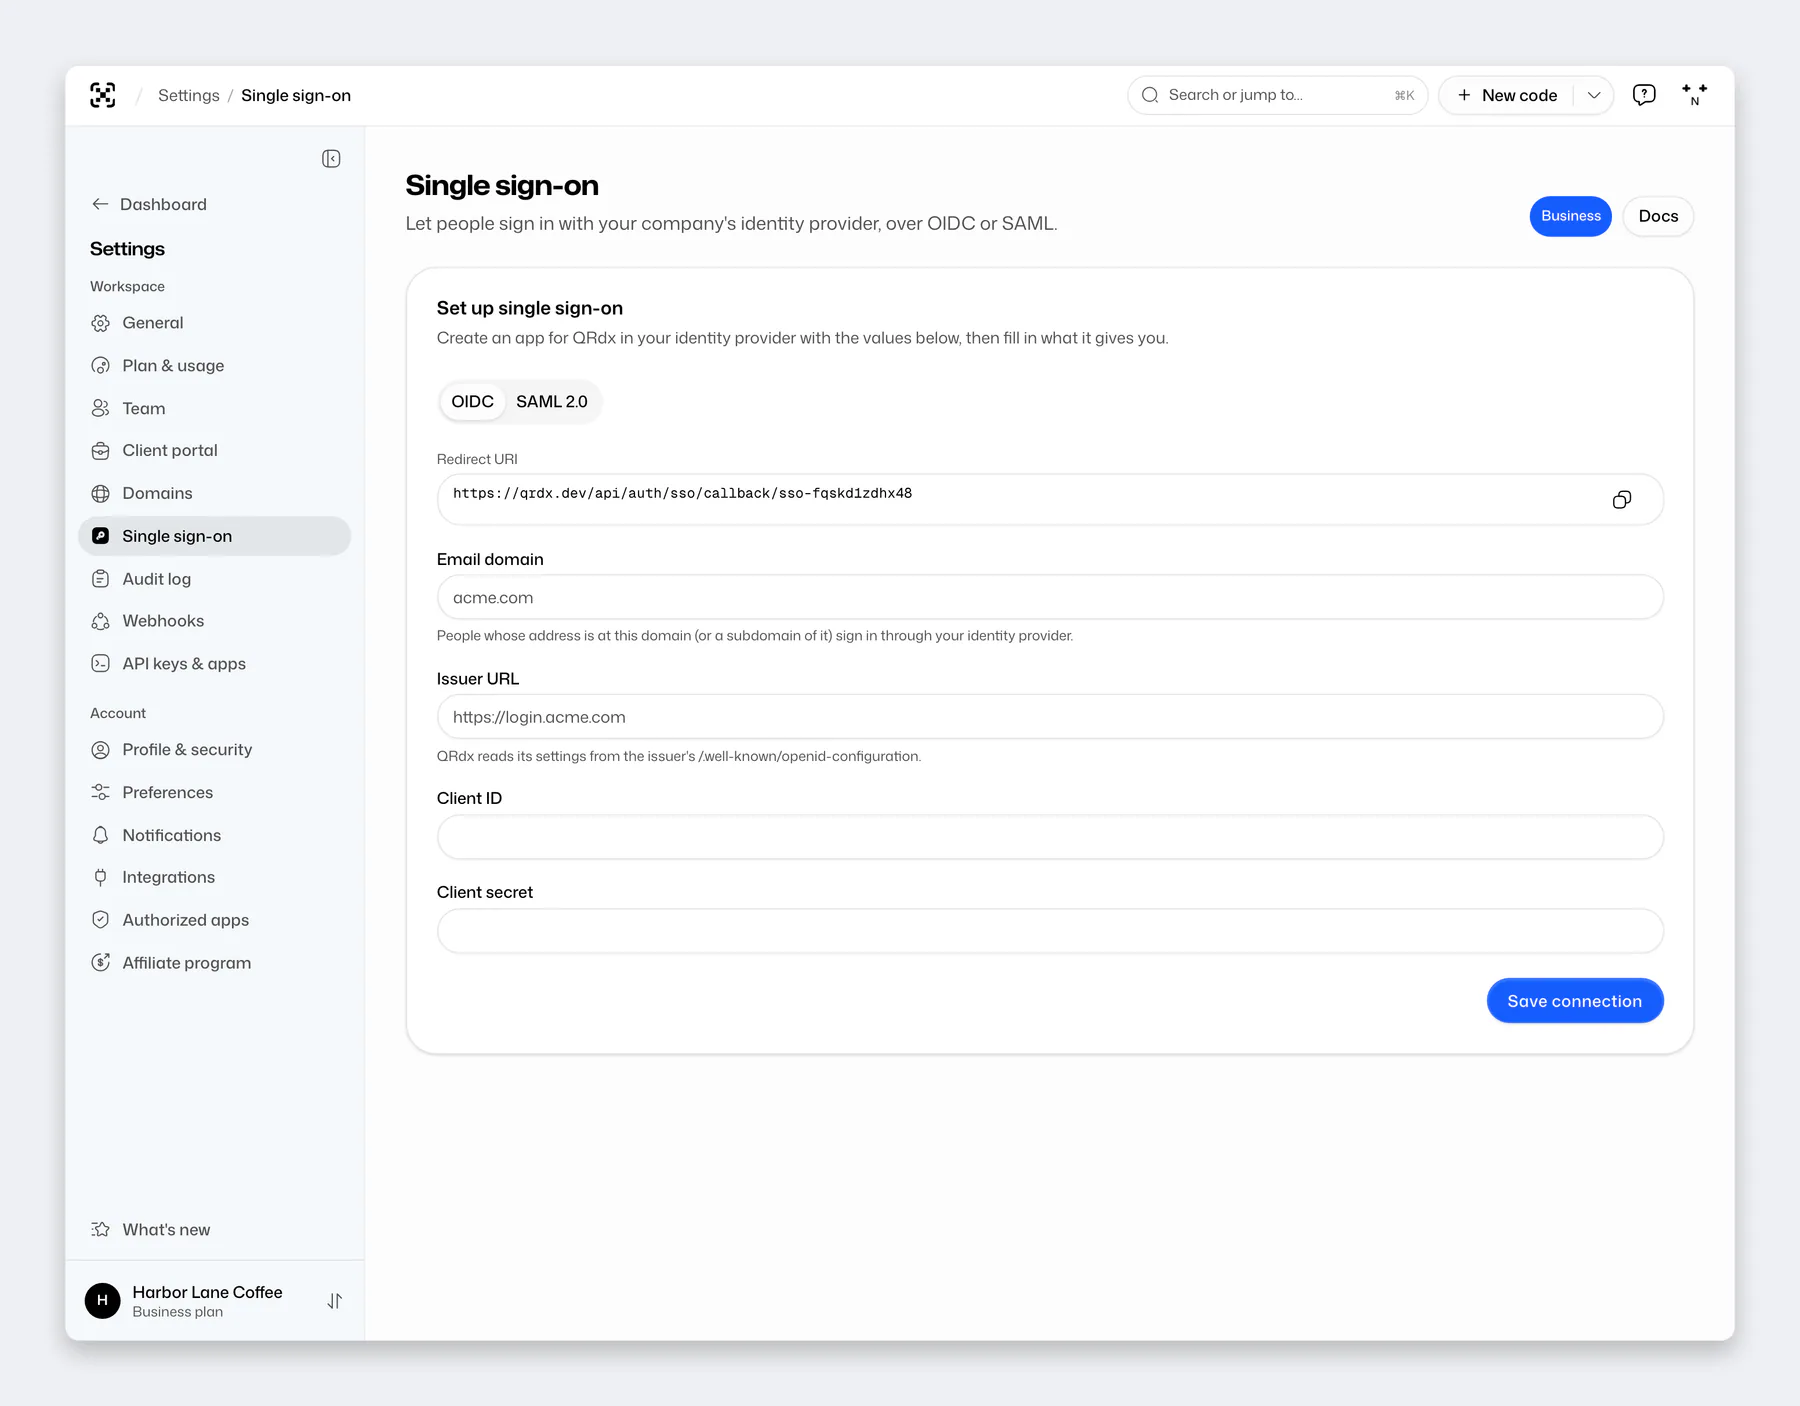 Settings / Single sign-on
Search or jump to...
⌘K
New code
N
Dashboard
Settings
Workspace
General
Plan & usage
Team
Client portal
Domains
Single sign-on
Audit log
Webhooks
API keys & apps
Account
Profile & security
Preferences
Notifications
Integrations
Authorized apps
Affiliate program
What's new
H
Harbor Lane Coffee
Business plan
Single sign-on
Let people sign in with your company's identity provider, over OIDC or SAML.
Business
Docs
Set up single sign-on
Create an app for QRdx in your identity provider with the values below, then fill in what it gives you.
OIDC
SAML 2.0
Redirect URI
https://qrdx.dev/api/auth/sso/callback/sso-fqskd1zdhx48
Email domain
acme.com
People whose address is at this domain (or a subdomain of it) sign in through your identity provider.
Issuer URL
https://login.acme.com
QRdx reads its settings from the issuer's /.well-known/openid-configuration.
Client ID
Client secret
Save connection